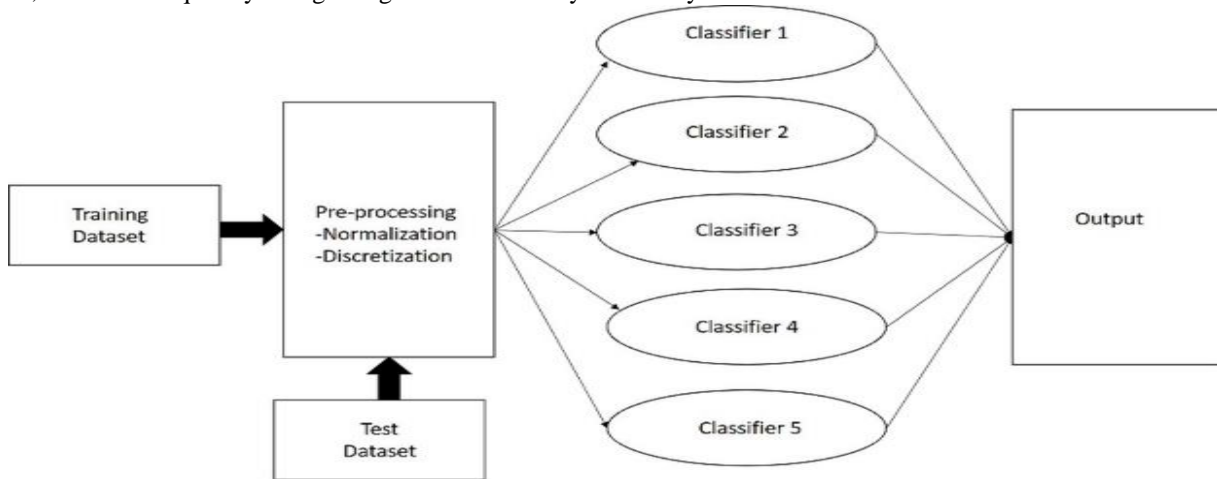 Classifier 1
Classifier 2
Training
Dataset
Pre-processing
-Normalization
-Discretization
Classifier 3
Output
Classifier 4
Test
Dataset
Classifier 5